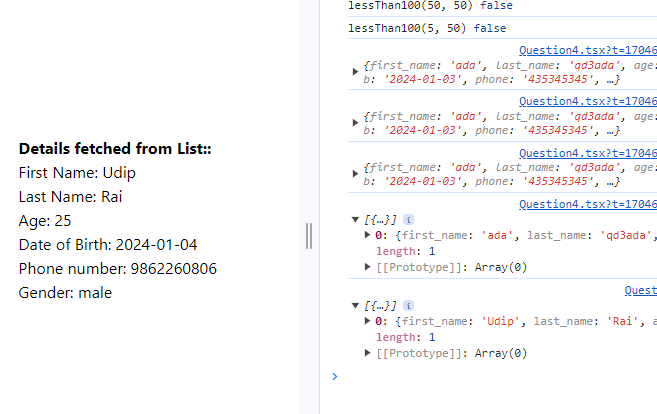 Details fetched from List::
First Name: Udip
Last Name: Rai
Age: 25
Date of Birth: 2024-01-04
Phone number: 9862260806
Gender: male
lessThan100(50, 50) false
lessThan100(5, 50) false
Question4.tsx?t=17046
{first_name: 'ada', last_name: 'qd3ada', age:
b: '2024-01-03', phone: '435345345', …}
Question4.tsx?t=17046
{first_name: 'ada', last_name: 'qd3ada', age:
b: '2024-01-03', phone: '435345345', …}
Question4.tsx?t=17046
{first_name: 'ada', last_name: 'qd3ada', age:
b: '2024-01-03', phone: '435345345', …}
Question4.tsx?t=17046
[{…}] i
0: {first_name: 'ada', last_name: 'qd3ada',
length: 1
[[Prototype]]: Array(0)
Quest
[{…}] i
0: {first_name: 'Udip', last_name: 'Rai', a
length: 1
[[Prototype]]: Array(0)